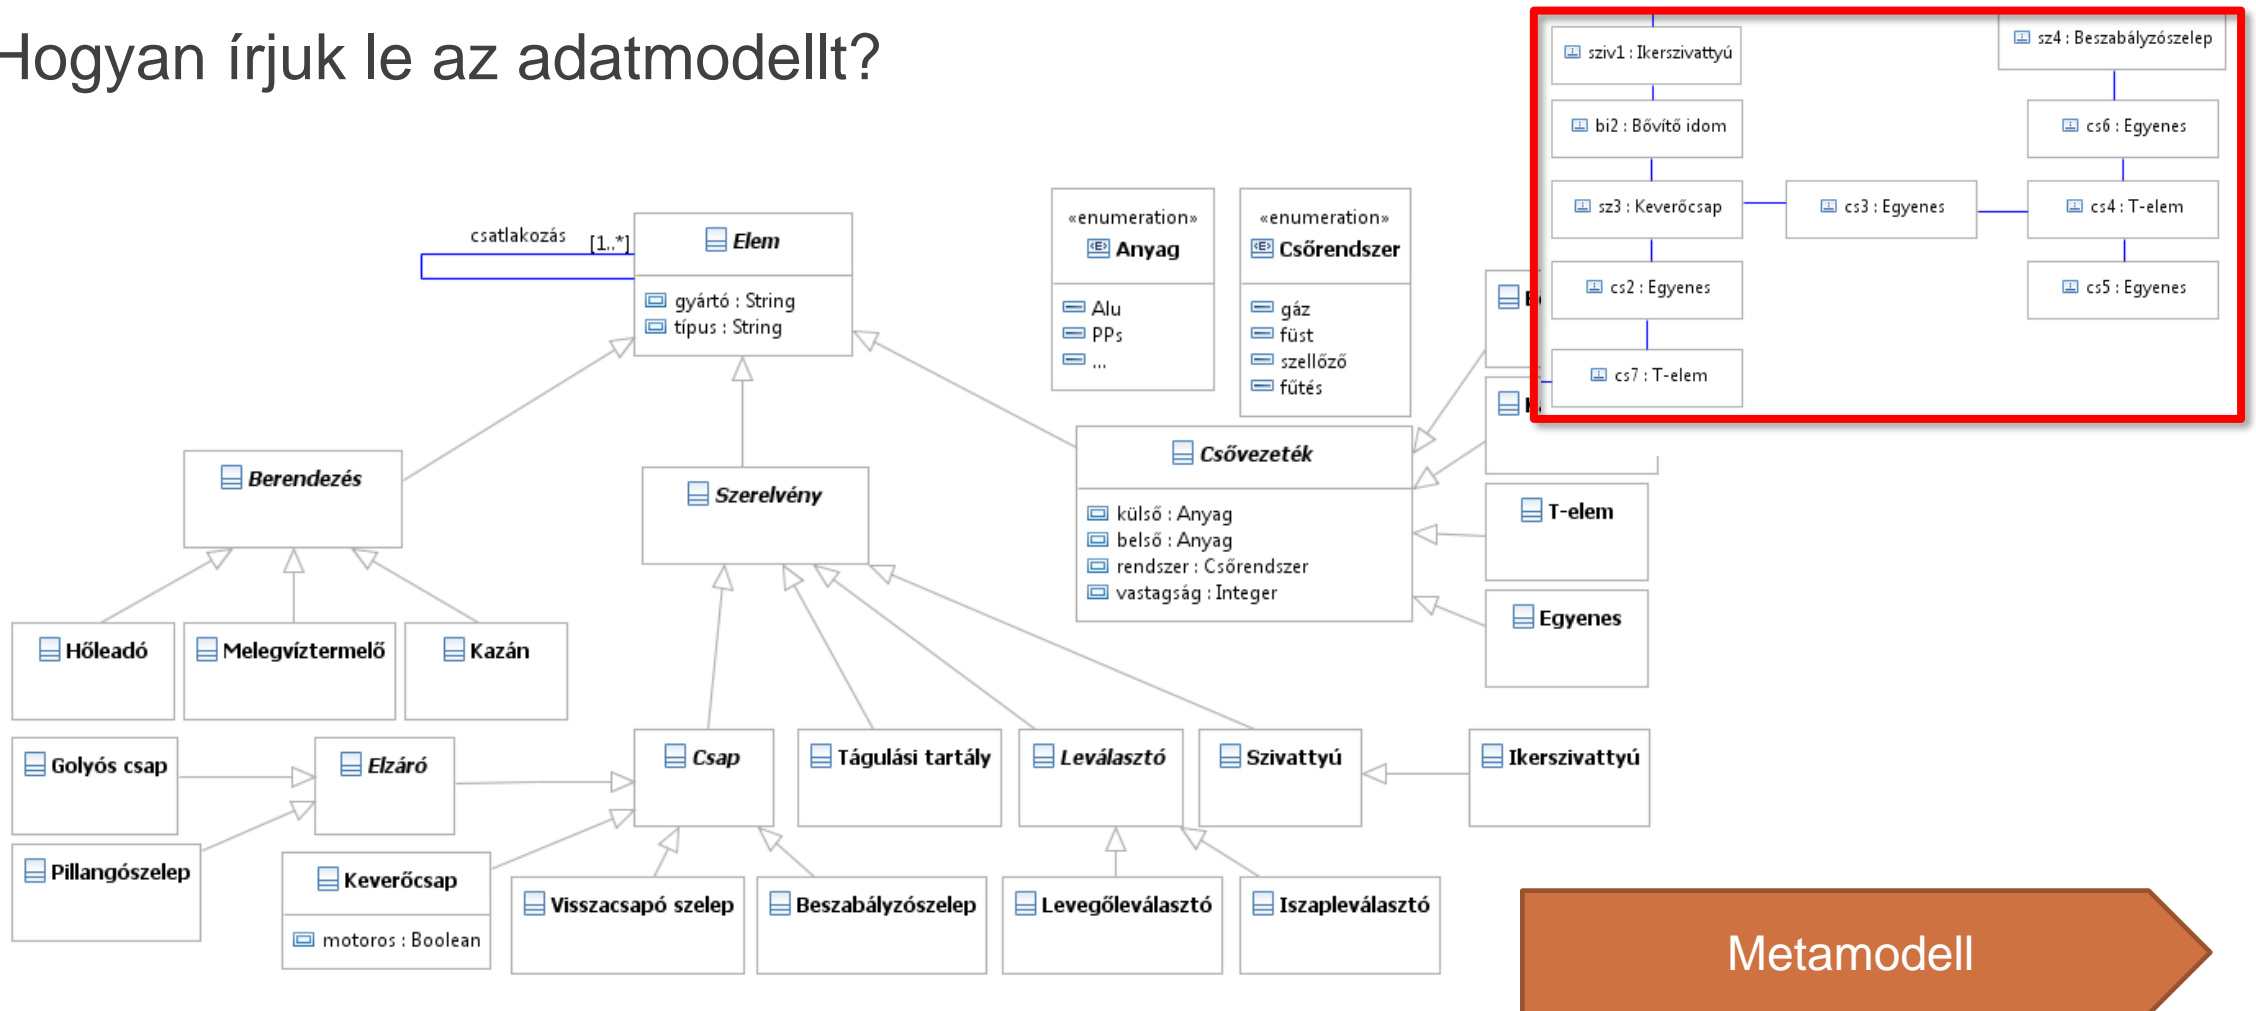 Hogyan írjuk le az adatmodellt?
sziv1 : Ikerszivattyú
sz4 : Beszabályzószelep
bi2 : Bővítő idom
cs6 : Egyenes
sz3 : Keverőcsap
cs3 : Egyenes
cs4 : T-elem
cs2 : Egyenes
cs5 : Egyenes
cs7 : T-elem
csatlakozás [1..*]
Elem
gyártó : String
típus : String
«enumeration»
Anyag
Alu
PPs
...
«enumeration»
Csőrendszer
gáz
füst
szellőző
fűtés
Berendezés
Szerelvény
Csővezeték
külső : Anyag
belső : Anyag
rendszer : Csőrendszer
vastagság : Integer
T-elem
Egyenes
Hőleadó
Melegvíztermelő
Kazán
Golyós csap
Elzáró
Csap
Tágulási tartály
Leválasztó
Szivattyú
Ikerszivattyú
Pillangószelep
Keverőcsap
motoros : Boolean
Visszacsapó szelep
Beszabályzószelep
Levegőleválasztó
Iszapleválasztó
Metamodell